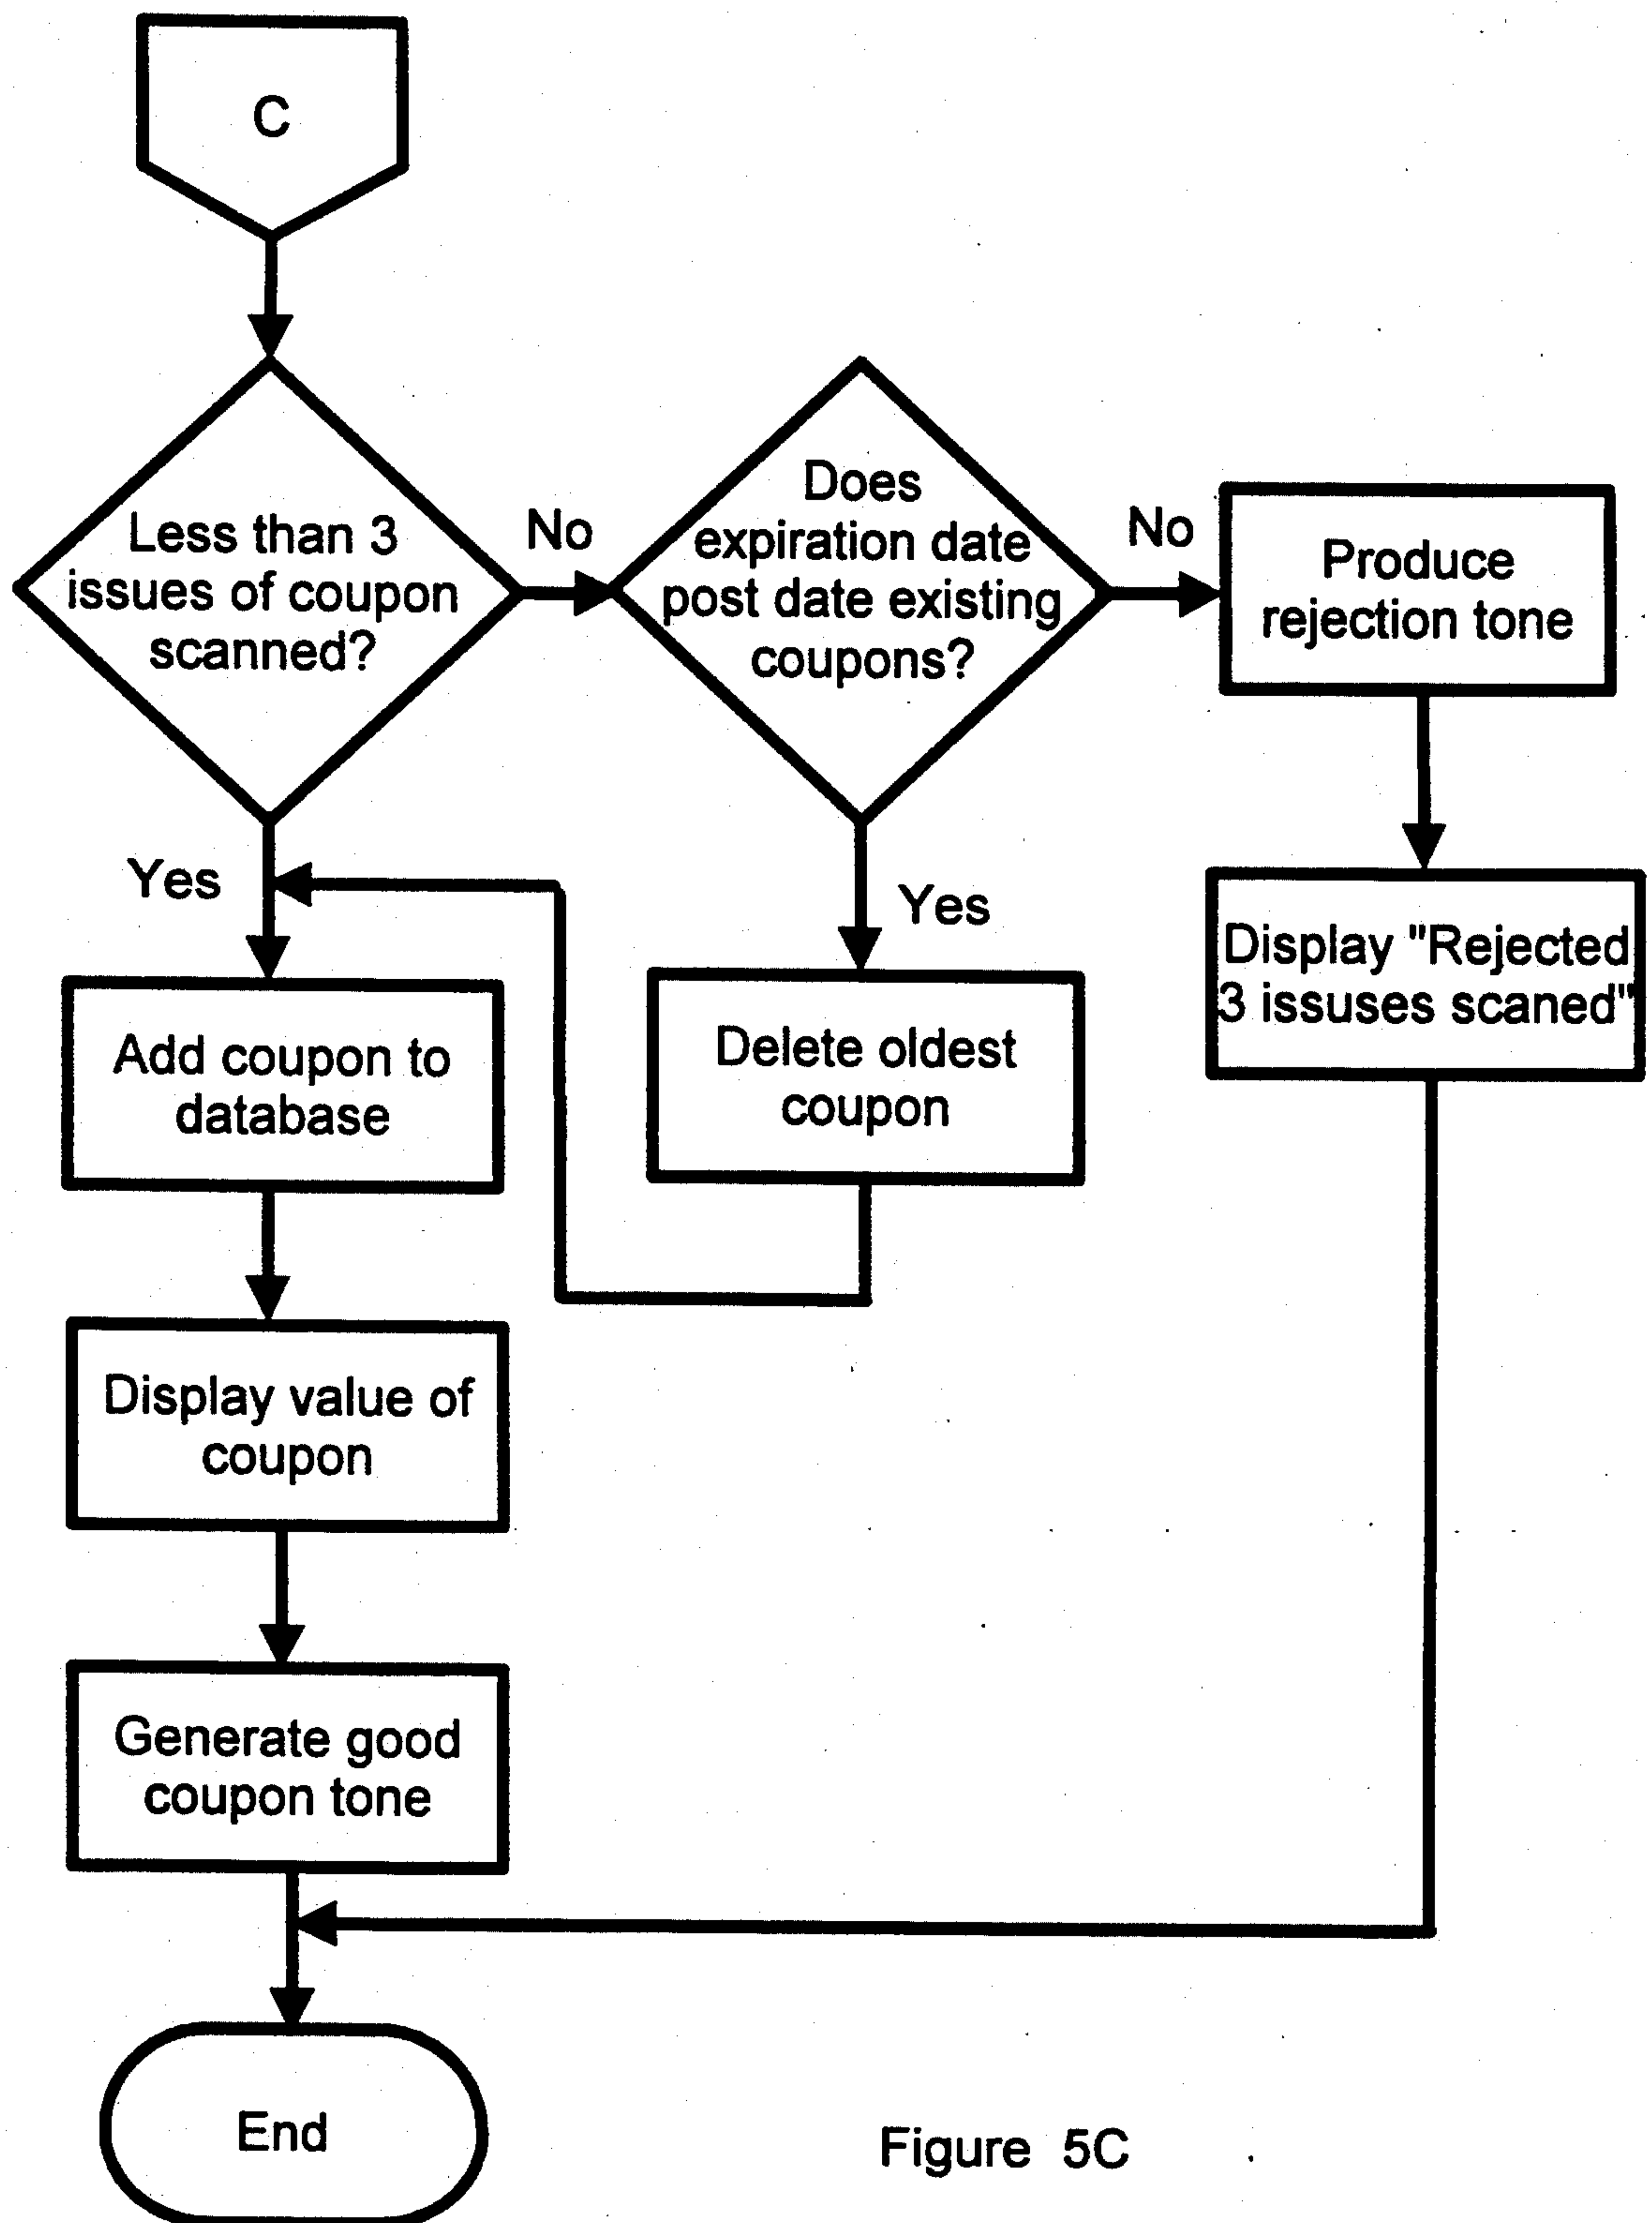 C
Less than 3
issues of coupon
scanned?
No
Does
expiration date
post date existing
coupons?
No
Produce
rejection tone
Yes
Yes
Display "Rejected
3 issuses scaned"
Add coupon to
database
Delete oldest
coupon
Display value of
coupon
Generate good
coupon tone
End
Figure 5C